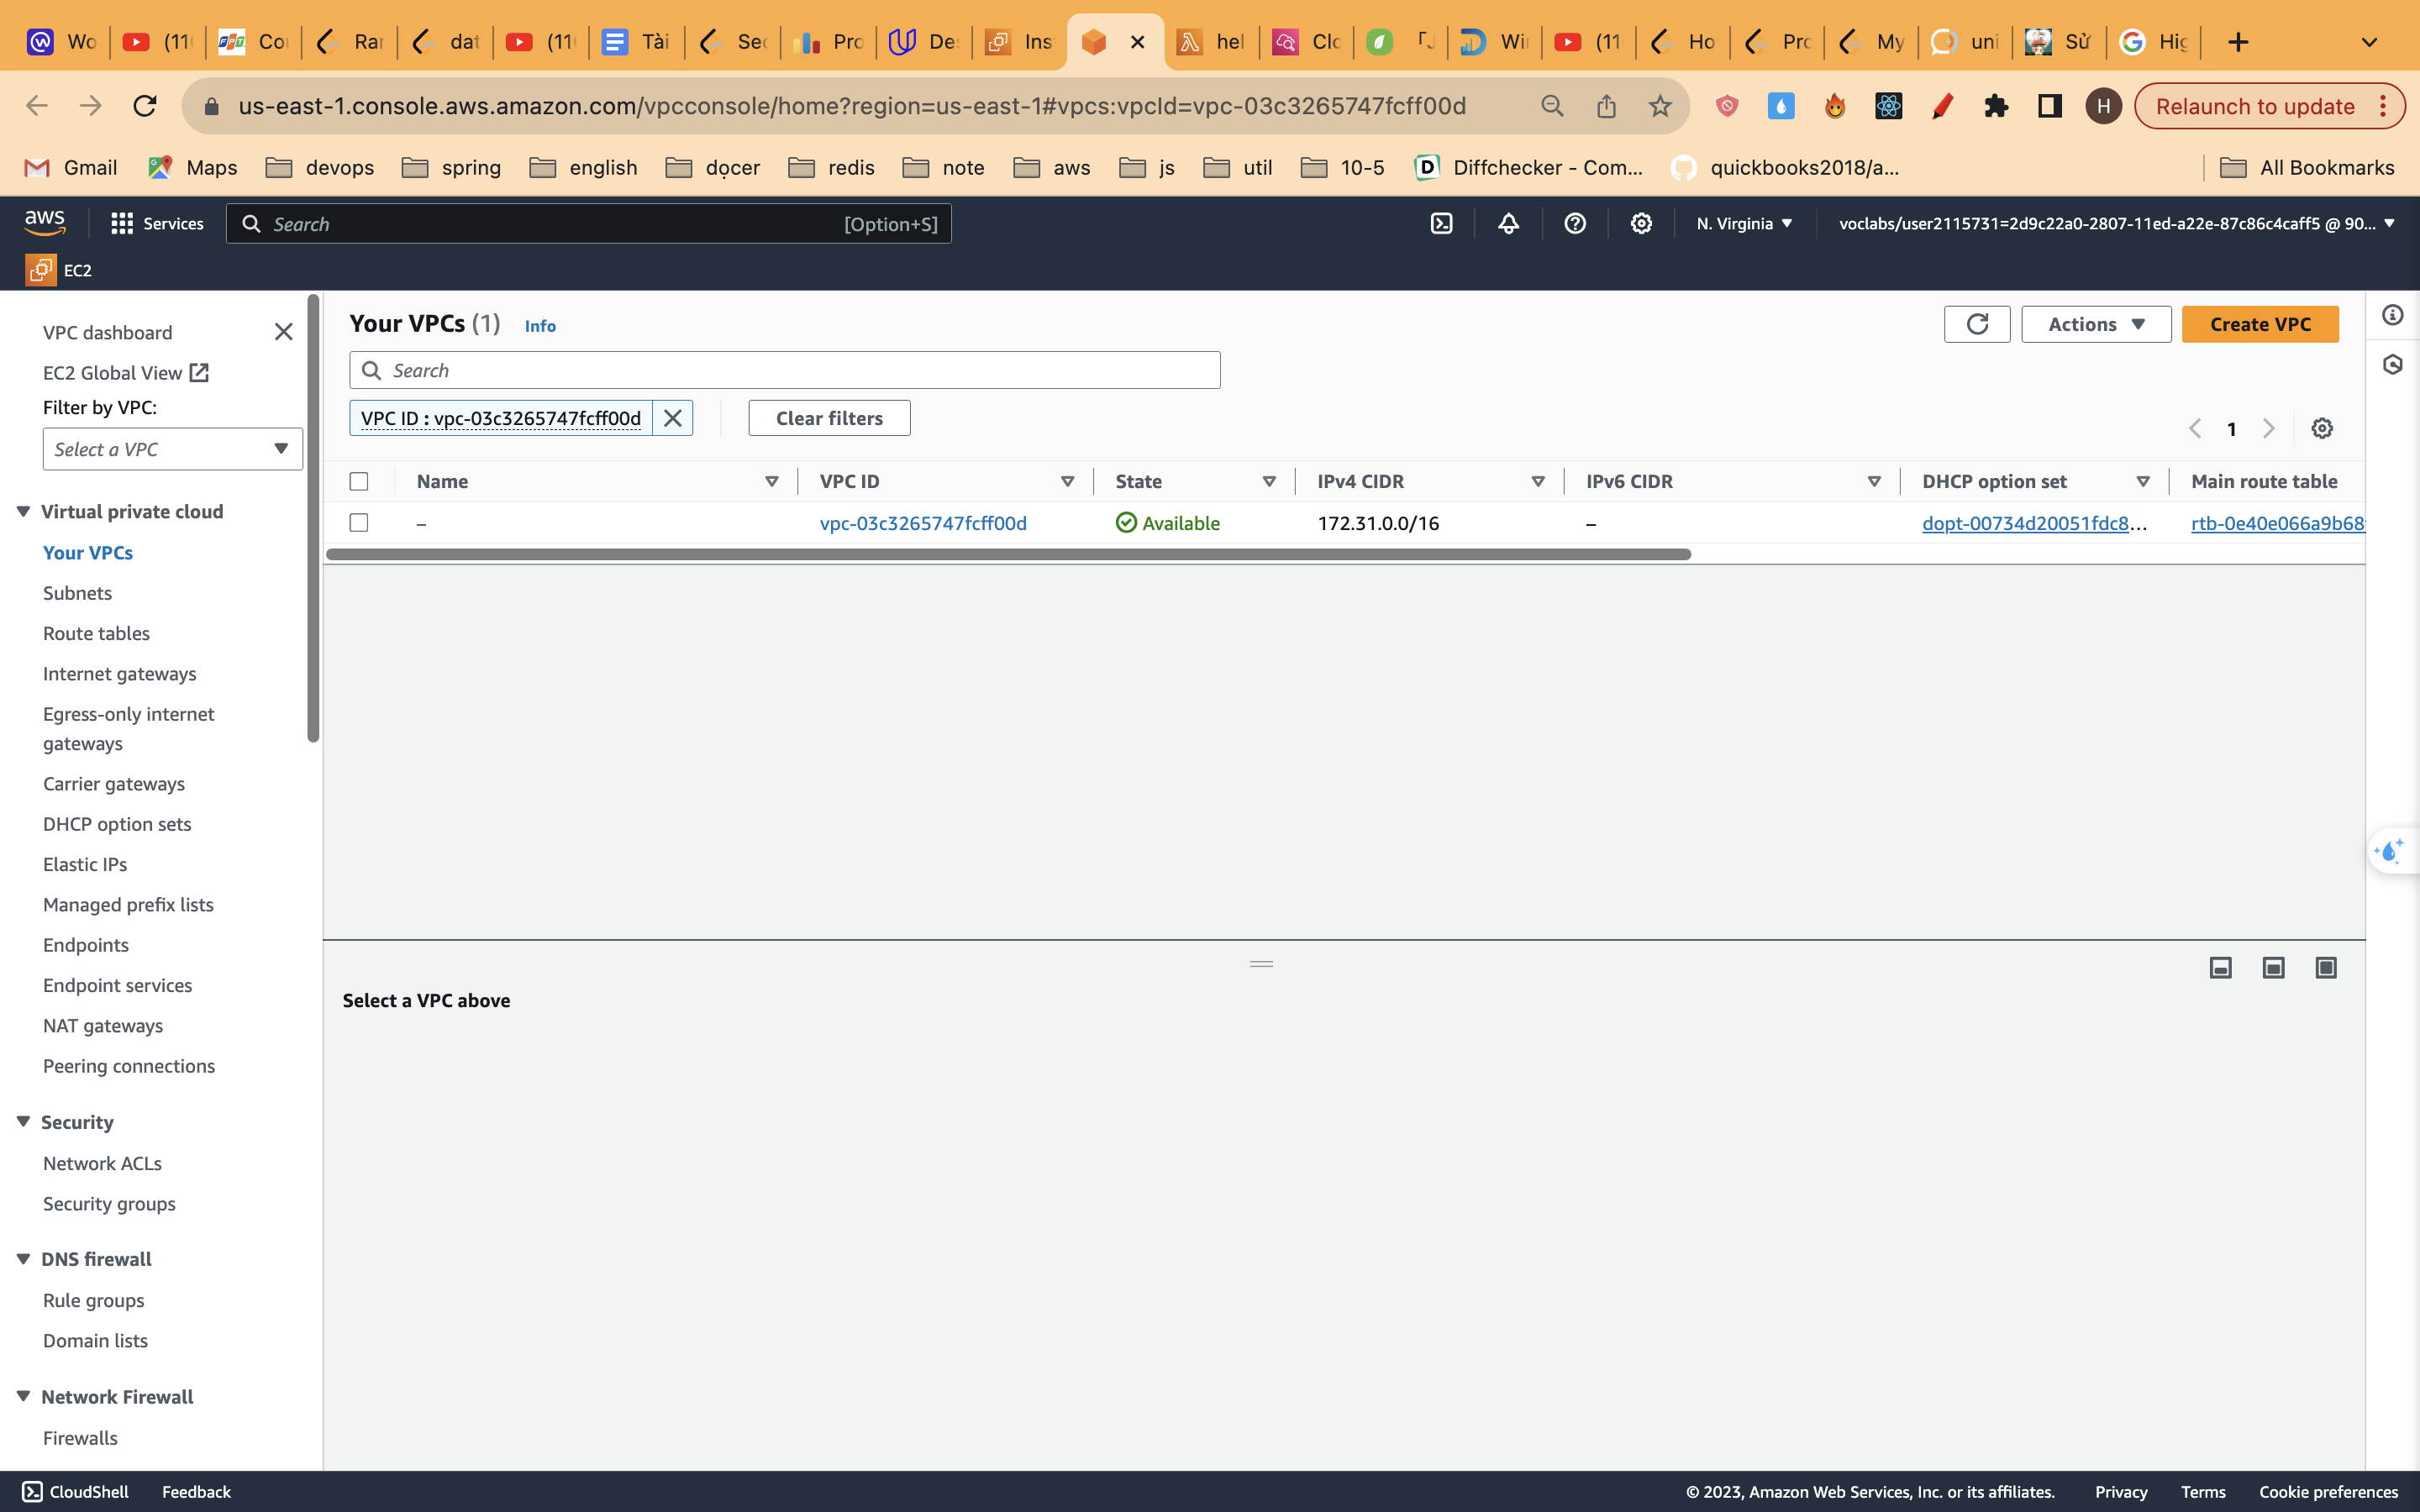 Wo
(11
Cou
Rar
dat
(11
Tài
Sec
Pro
De
Ins
hel
Clo
Wi
(11
Ho
Pro
My
uni
Sử
Hig
us-east-1.console.aws.amazon.com/vpcconsole/home?region=us-east-1#vpcs:vpcId=vpc-03c3265747fcff00d
H
Relaunch to update
Gmail
Maps
devops
spring
english
dọcer
redis
note
aws
js
util
10-5
Diffchecker - Com...
quickbooks2018/a...
All Bookmarks
aws
Services
Search
[Option+S]
N. Virginia
voclabs/user2115731=2d9c22a0-2807-11ed-a22e-87c86c4caff5 @ 90...
EC2
VPC dashboard
EC2 Global View
Filter by VPC:
Select a VPC
Virtual private cloud
Your VPCs
Subnets
Route tables
Internet gateways
Egress-only internet
gateways
Carrier gateways
DHCP option sets
Elastic IPs
Managed prefix lists
Endpoints
Endpoint services
NAT gateways
Peering connections
Security
Network ACLs
Security groups
DNS firewall
Rule groups
Domain lists
Network Firewall
Firewalls
Your VPCs (1) Info
Actions
Create VPC
Search
VPC ID : vpc-03c3265747fcff00d
Clear filters
1
Name VPC ID State IPv4 CIDR IPv6 CIDR DHCP option set Main route table
– vpc-03c3265747fcff00d Available 172.31.0.0/16 – dopt-00734d20051fdc8... rtb-0e40e066a9b68
Select a VPC above
CloudShell
Feedback
© 2023, Amazon Web Services, Inc. or its affiliates.
Privacy
Terms
Cookie preferences